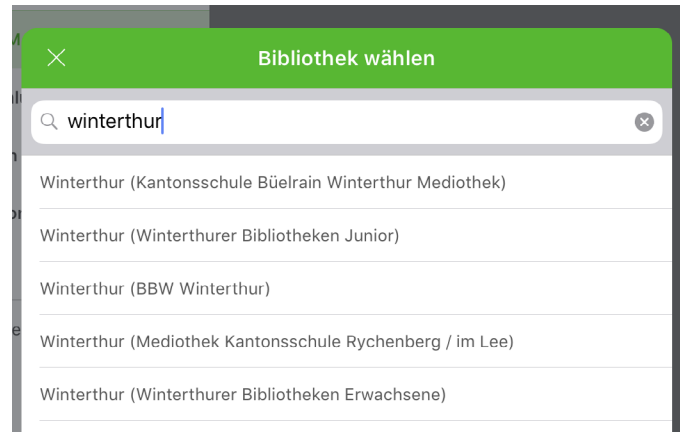 Bibliothek wählen
winterthur
Winterthur (Kantonsschule Büelrain Winterthur Mediothek)
Winterthur (Winterthurer Bibliotheken Junior)
Winterthur (BBW Winterthur)
Winterthur (Mediothek Kantonsschule Rychenberg / im Lee)
Winterthur (Winterthurer Bibliotheken Erwachsene)